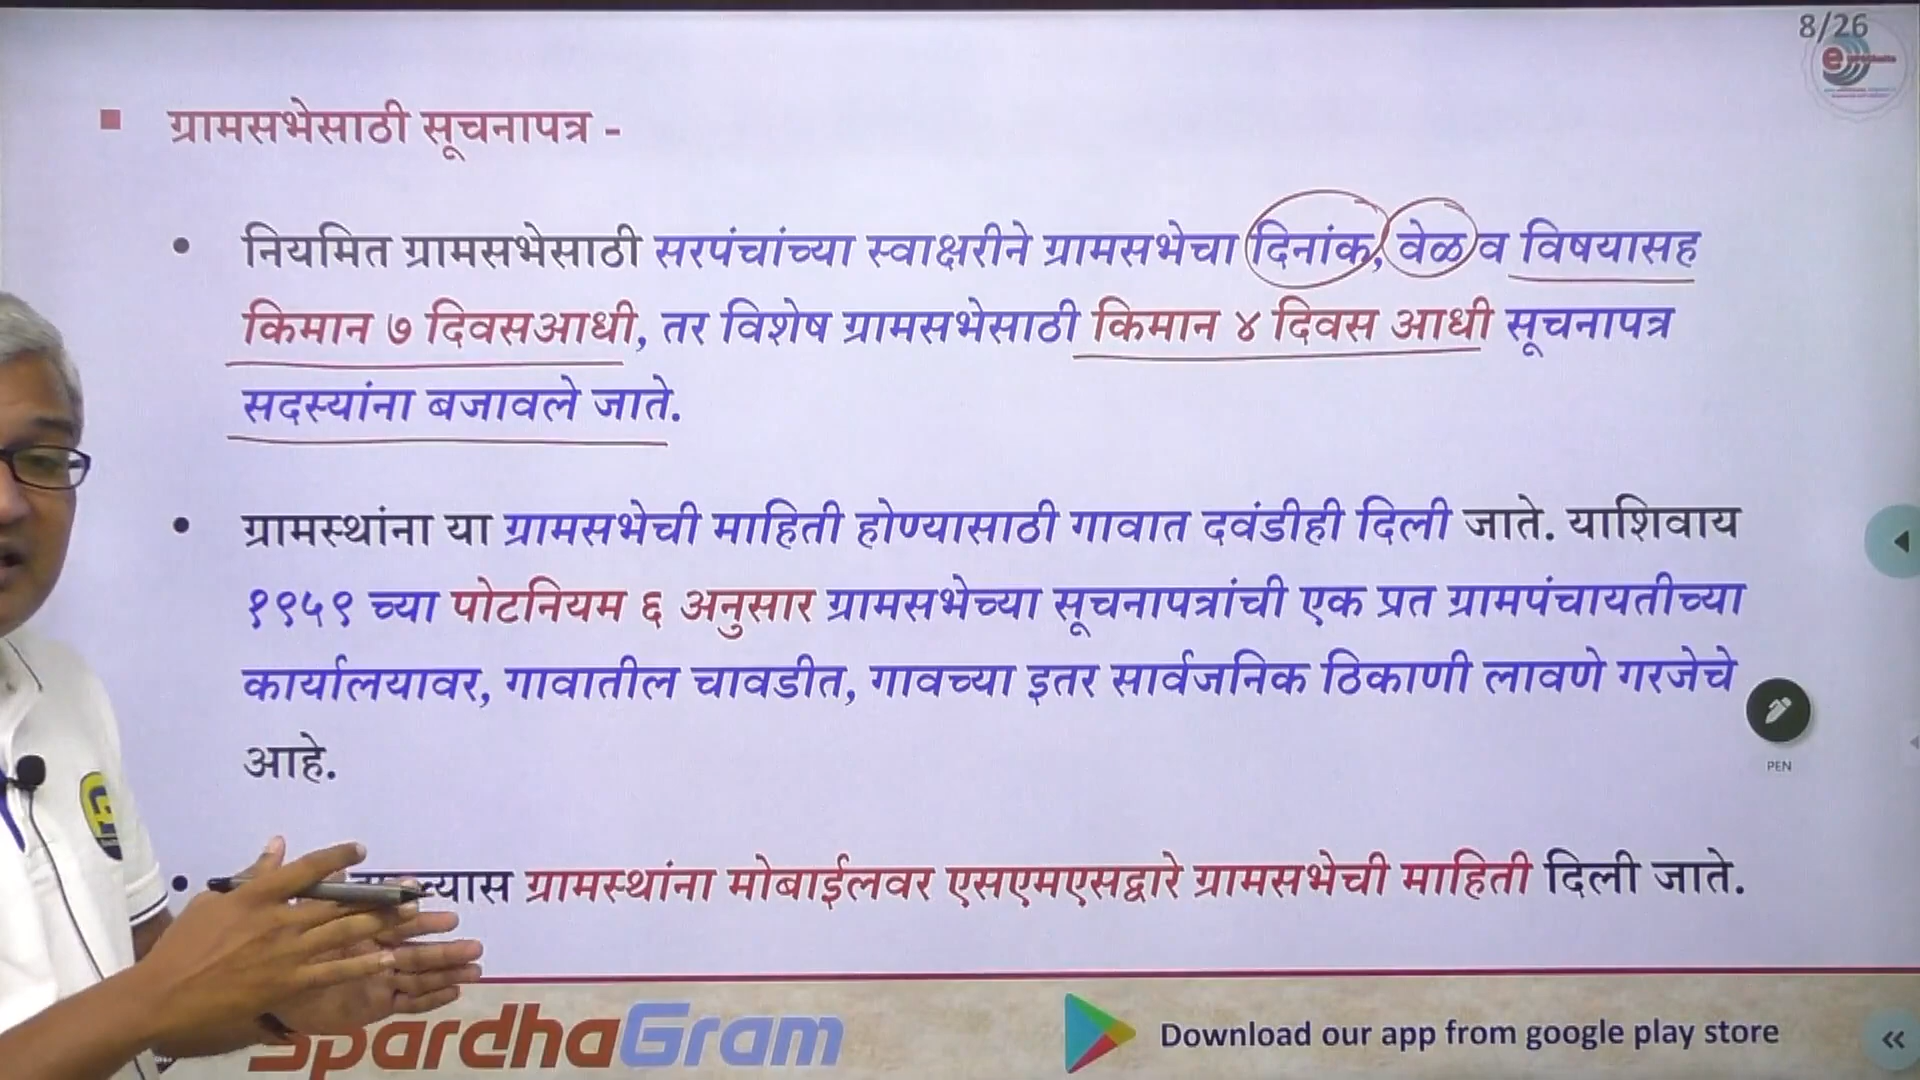 8/26
ग्रामसभेसाठी सूचनापत्र -
नियमित ग्रामसभेसाठी सरपंचांच्या स्वाक्षरीने ग्रामसभेचा दिनांक, वेळ व विषयासह
किमान ७ दिवसआधी, तर विशेष ग्रामसभेसाठी किमान ४ दिवस आधी सूचनापत्र
सदस्यांना बजावले जाते.
ग्रामस्थांना या ग्रामसभेची माहिती होण्यासाठी गावात दवंडीही दिली जाते. याशिवाय
१९५९ च्या पोटनियम ६ अनुसार ग्रामसभेच्या सूचनापत्रांची एक प्रत ग्रामपंचायतीच्या
कार्यालयावर, गावातील चावडीत, गावच्या इतर सार्वजनिक ठिकाणी लावणे गरजेचे
आहे.
PEN
ग्रामस्थांना मोबाईलवर एसएमएसद्वारे ग्रामसभेची माहिती दिली जाते.
SpardhaGram
Download our app from google play store